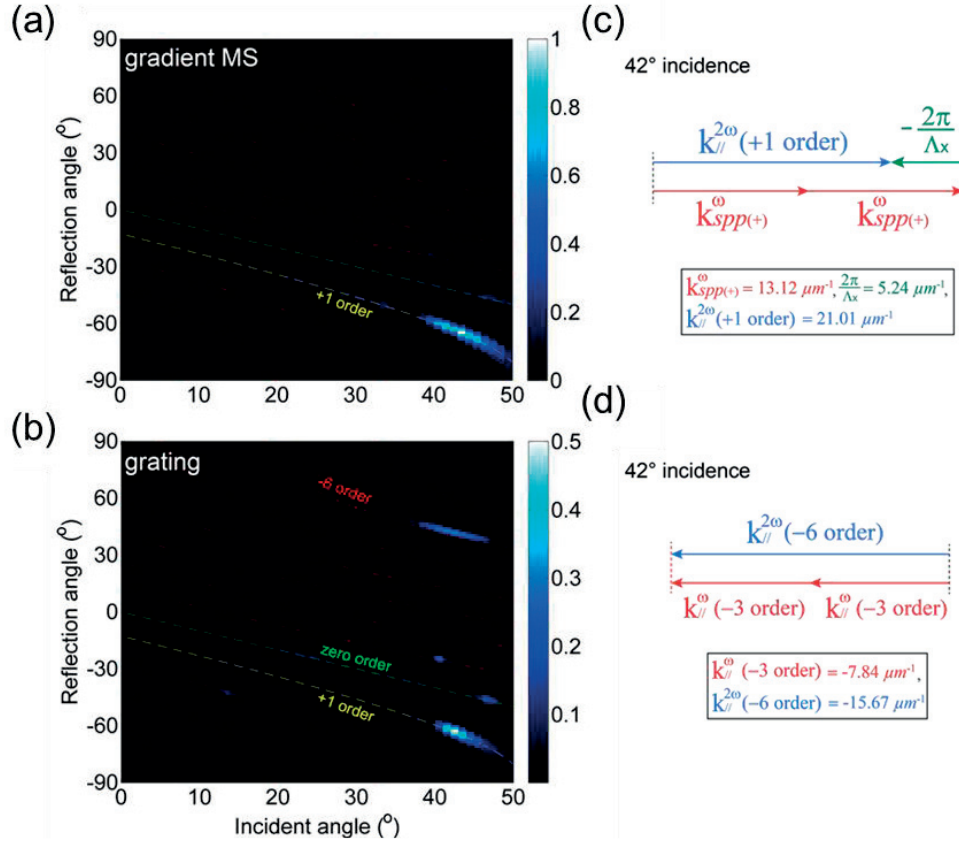 (a)
gradient MS
Reflection angle (°)
90
60
30
0
-30
-60
-90
+1 order
0 10 20 30 40 50
1
0.8
0.6
0.4
0.2
0
(b)
grating
Reflection angle (°)
90
60
30
0
-30
-60
-90
-6 order
zero order
+1 order
0 10 20 30 40 50
Incident angle (°)
0.5
0.4
0.3
0.2
0.1
(c)
42° incidence
k//^2ω (+1 order)
-2π/Λx
k^ω spp(+) k^ω spp(+)
k^ω spp(+) = 13.12 μm⁻¹, 2π/Λx = 5.24 μm⁻¹,
k//^2ω (+1 order) = 21.01 μm⁻¹
(d)
42° incidence
k//^2ω (−6 order)
k//^ω (−3 order) k//^ω (−3 order)
k//^ω (−3 order) = -7.84 μm⁻¹,
k//^2ω (−6 order) = -15.67 μm⁻¹